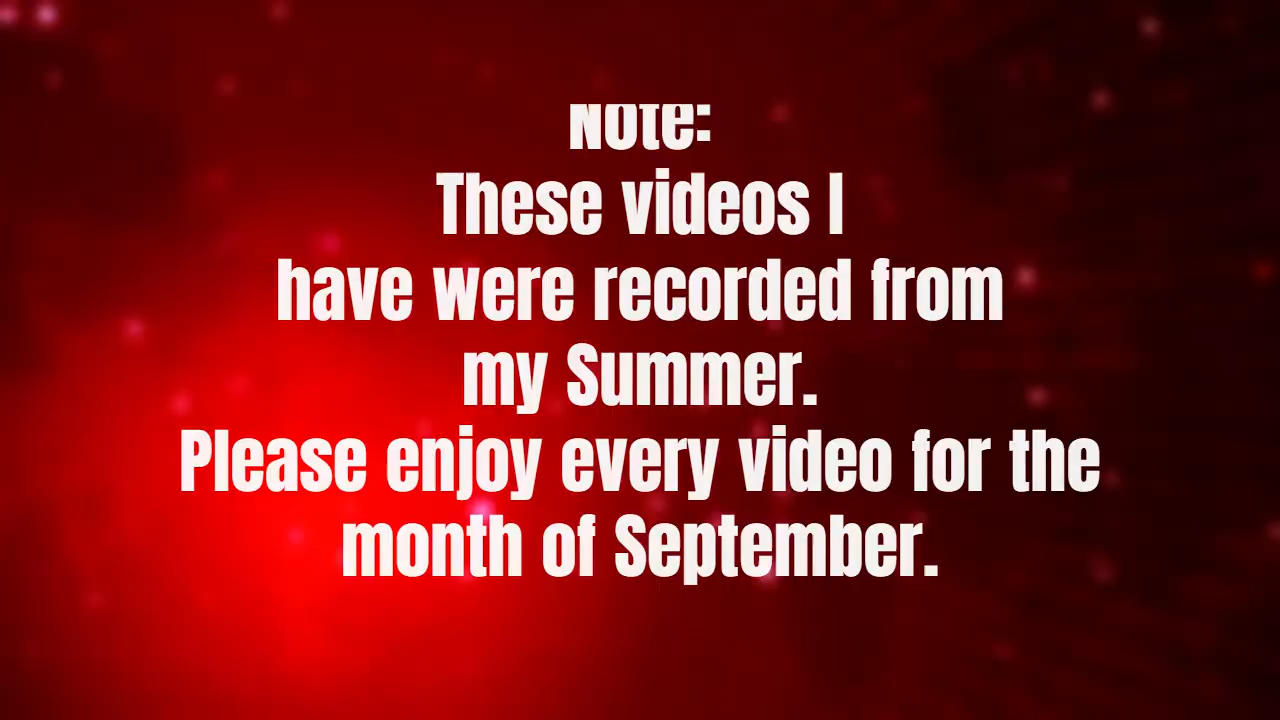 Note:
These videos I
have were recorded from
my Summer.
Please enjoy every video for the
month of September.